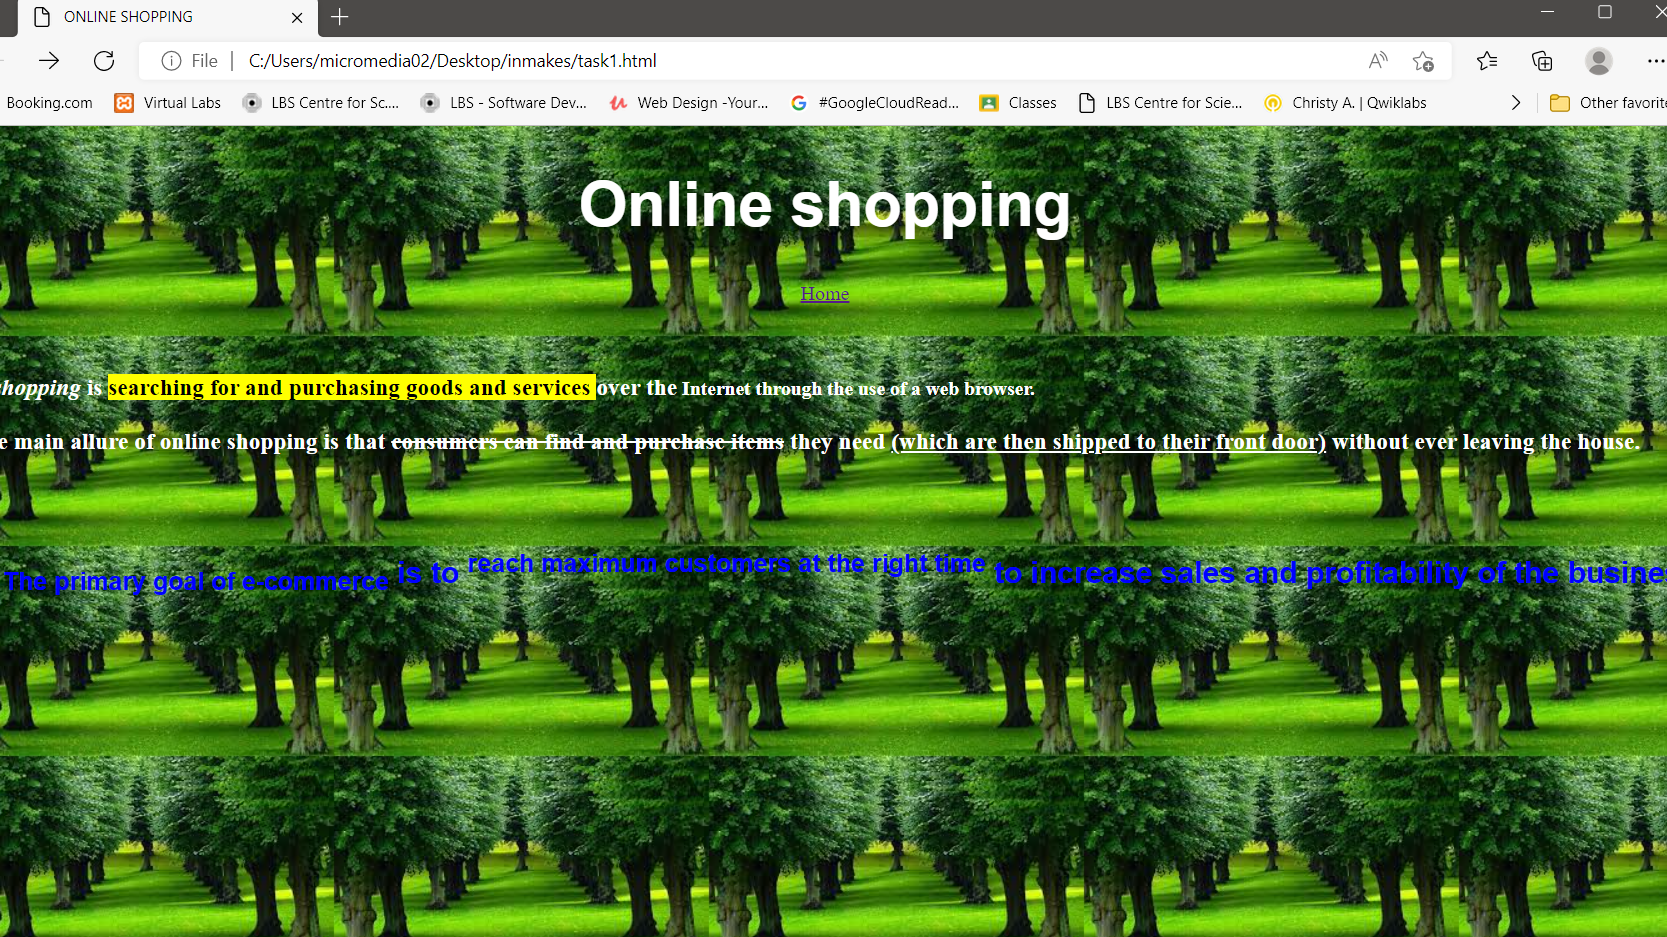 ONLINE SHOPPING
File | C:/Users/micromedia02/Desktop/inmakes/task1.html
Booking.com Virtual Labs LBS Centre for Sc... LBS - Software Dev... Web Design -Your... #GoogleCloudRead... Classes LBS Centre for Scie... Christy A. | Qwiklabs Other favorite
Online shopping
Home
hopping is searching for and purchasing goods and services over the Internet through the use of a web browser.
e main allure of online shopping is that consumers can find and purchase items they need (which are then shipped to their front door) without ever leaving the house.
The primary goal of e-commerce is to reach maximum customers at the right time to increase sales and profitability of the busines